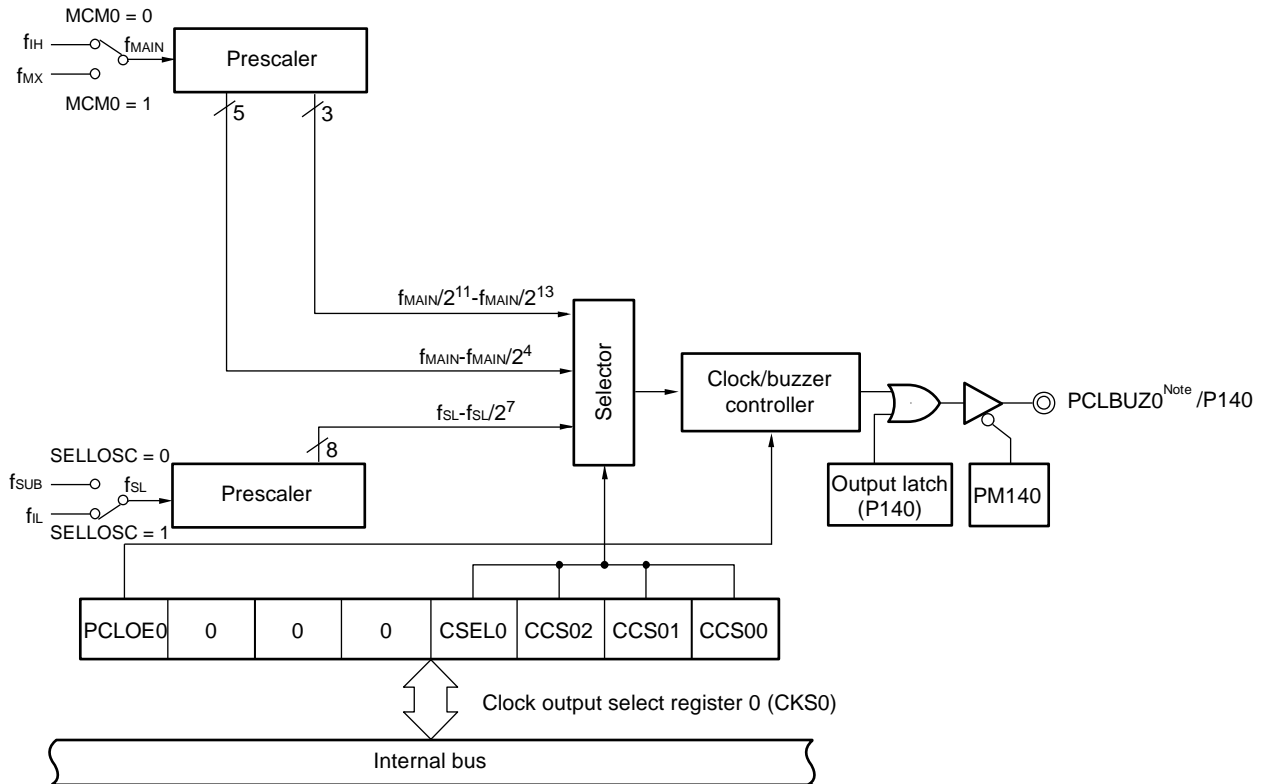 MCM0 = 0
fIH
fMAIN
fMX
MCM0 = 1
Prescaler
5
3
fMAIN/2^11-fMAIN/2^13
fMAIN-fMAIN/2^4
fSL-fSL/2^7
8
Selector
Clock/buzzer
controller
PCLBUZ0^Note/P140
Output latch
(P140)
PM140
SELLOSC = 0
fSUB
fSL
fIL
SELLOSC = 1
Prescaler
PCLOE0 0 0 0 CSEL0 CCS02 CCS01 CCS00
Clock output select register 0 (CKS0)
Internal bus